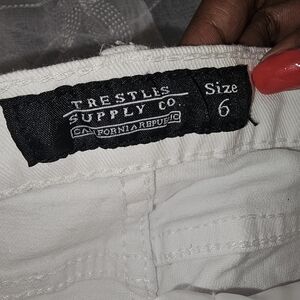 TRESTLES
SUPPLY CO.
CALIFORNIA REPUBLIC
Size
6